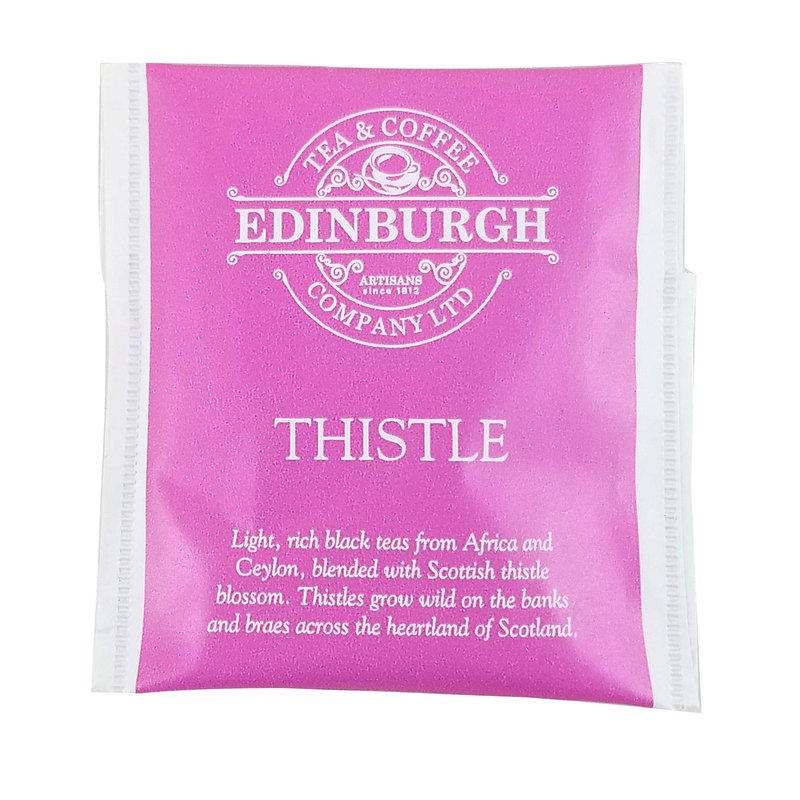 TEA & COFFEE
EDINBURGH
ARTISANS
since 1812
COMPANY LTD
THISTLE
Light, rich black teas from Africa and
Ceylon, blended with Scottish thistle
blossom. Thistles grow wild on the banks
and braes across the heartland of Scotland.